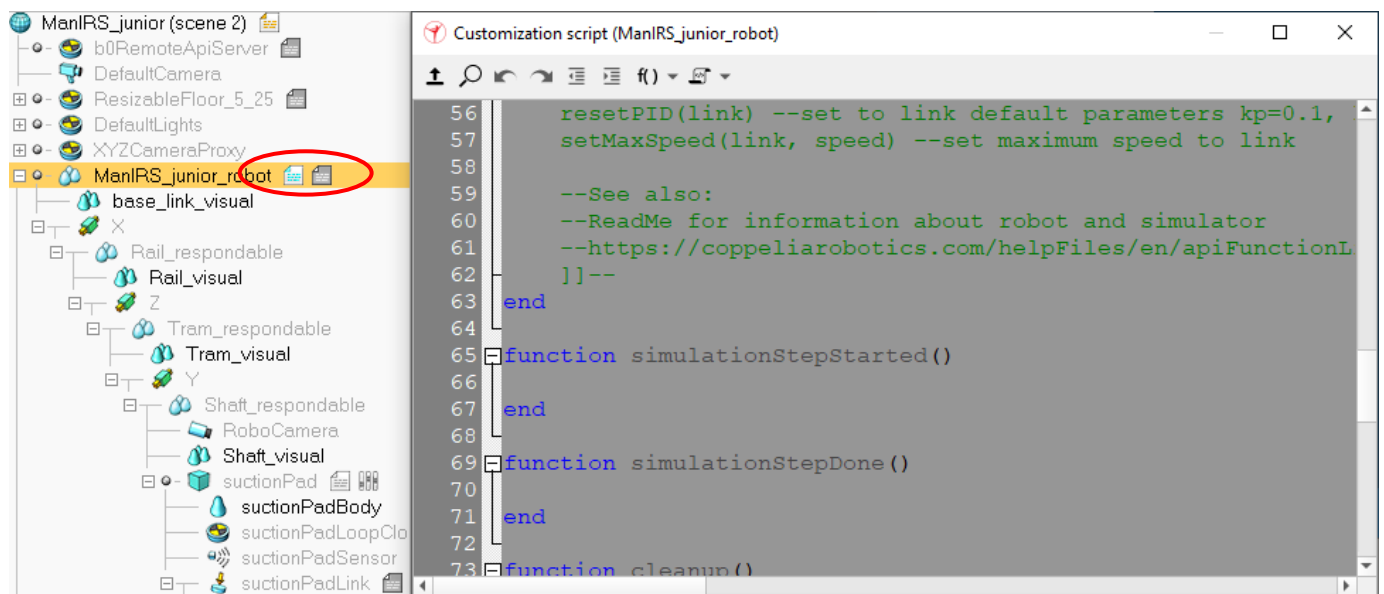 ManIRS_junior (scene 2)
b0RemoteApiServer
DefaultCamera
ResizableFloor_5_25
DefaultLights
XYZCameraProxy
ManIRS_junior_robot
base_link_visual
X
Rail_respondable
Rail_visual
Z
Tram_respondable
Tram_visual
Y
Shaft_respondable
RoboCamera
Shaft_visual
suctionPad
suctionPadBody
suctionPadLoopClo
suctionPadSensor
suctionPadLink
Customization script (ManIRS_junior_robot)
f()
56 resetPID(link) --set to link default parameters kp=0.1,
57 setMaxSpeed(link, speed) --set maximum speed to link
58
59 --See also:
60 --ReadMe for information about robot and simulator
61 --https://coppeliarobotics.com/helpFiles/en/apiFunctionL
62 ]]--
63 end
64
65 function simulationStepStarted()
66
67 end
68
69 function simulationStepDone()
70
71 end
72
73 function cleanup()